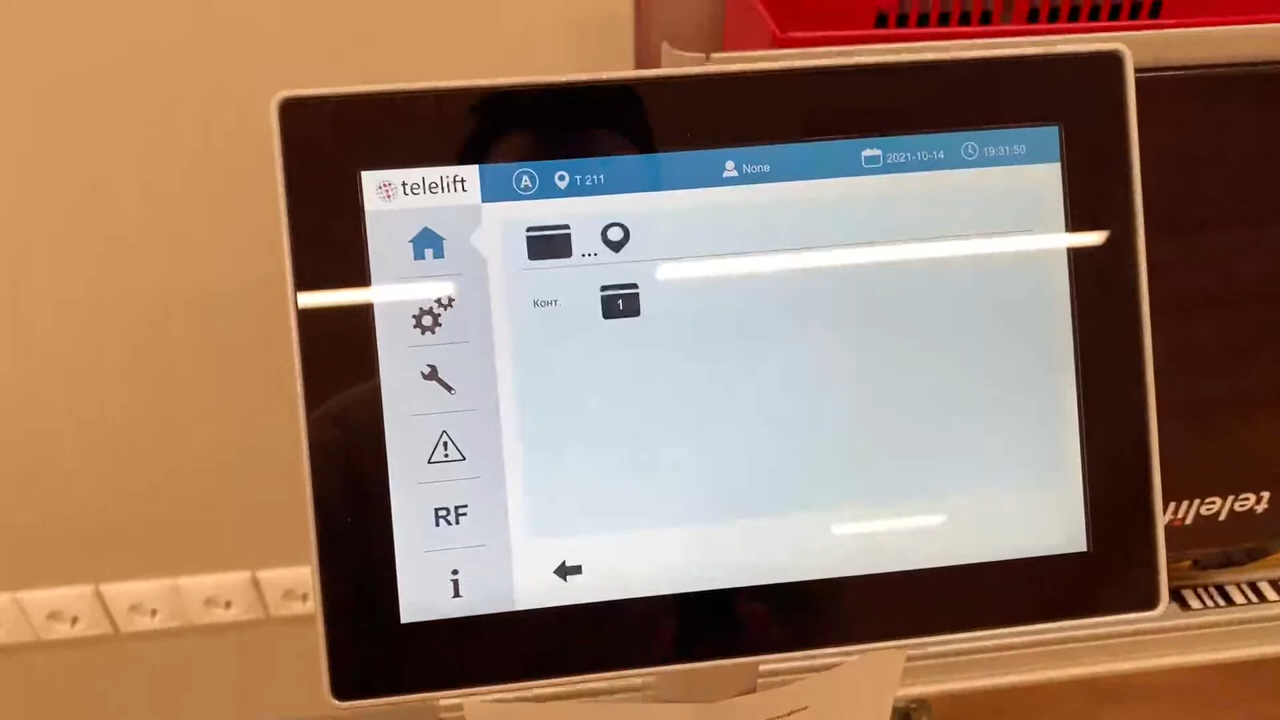 telelift
A
T 211
None
2021-10-14
19:31:50
Конт.
1
RF
i
telelift